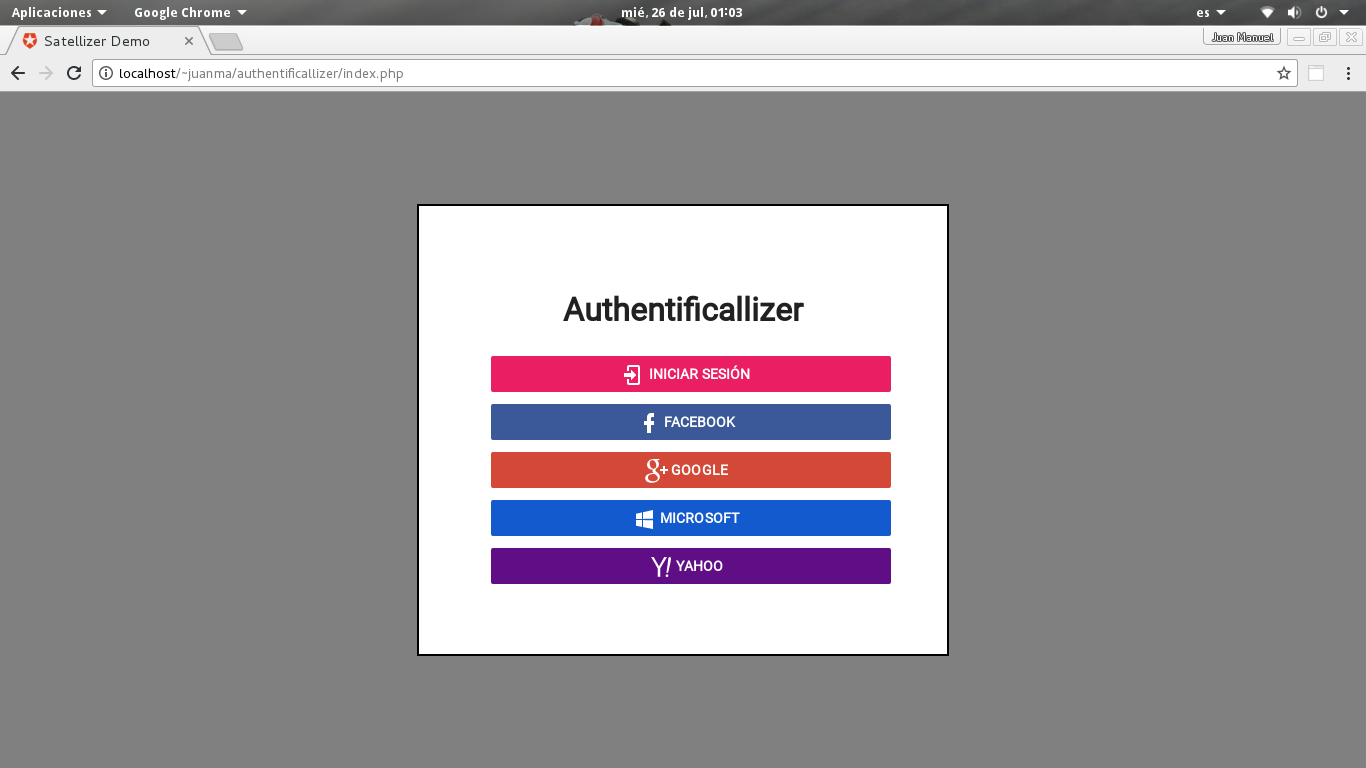 Aplicaciones Google Chrome mié, 26 de jul, 01:03 es
Satellizer Demo Juan Manuel
localhost/~juanma/authentificallizer/index.php
Authentificallizer
INICIAR SESIÓN
FACEBOOK
g+ GOOGLE
MICROSOFT
Y! YAHOO